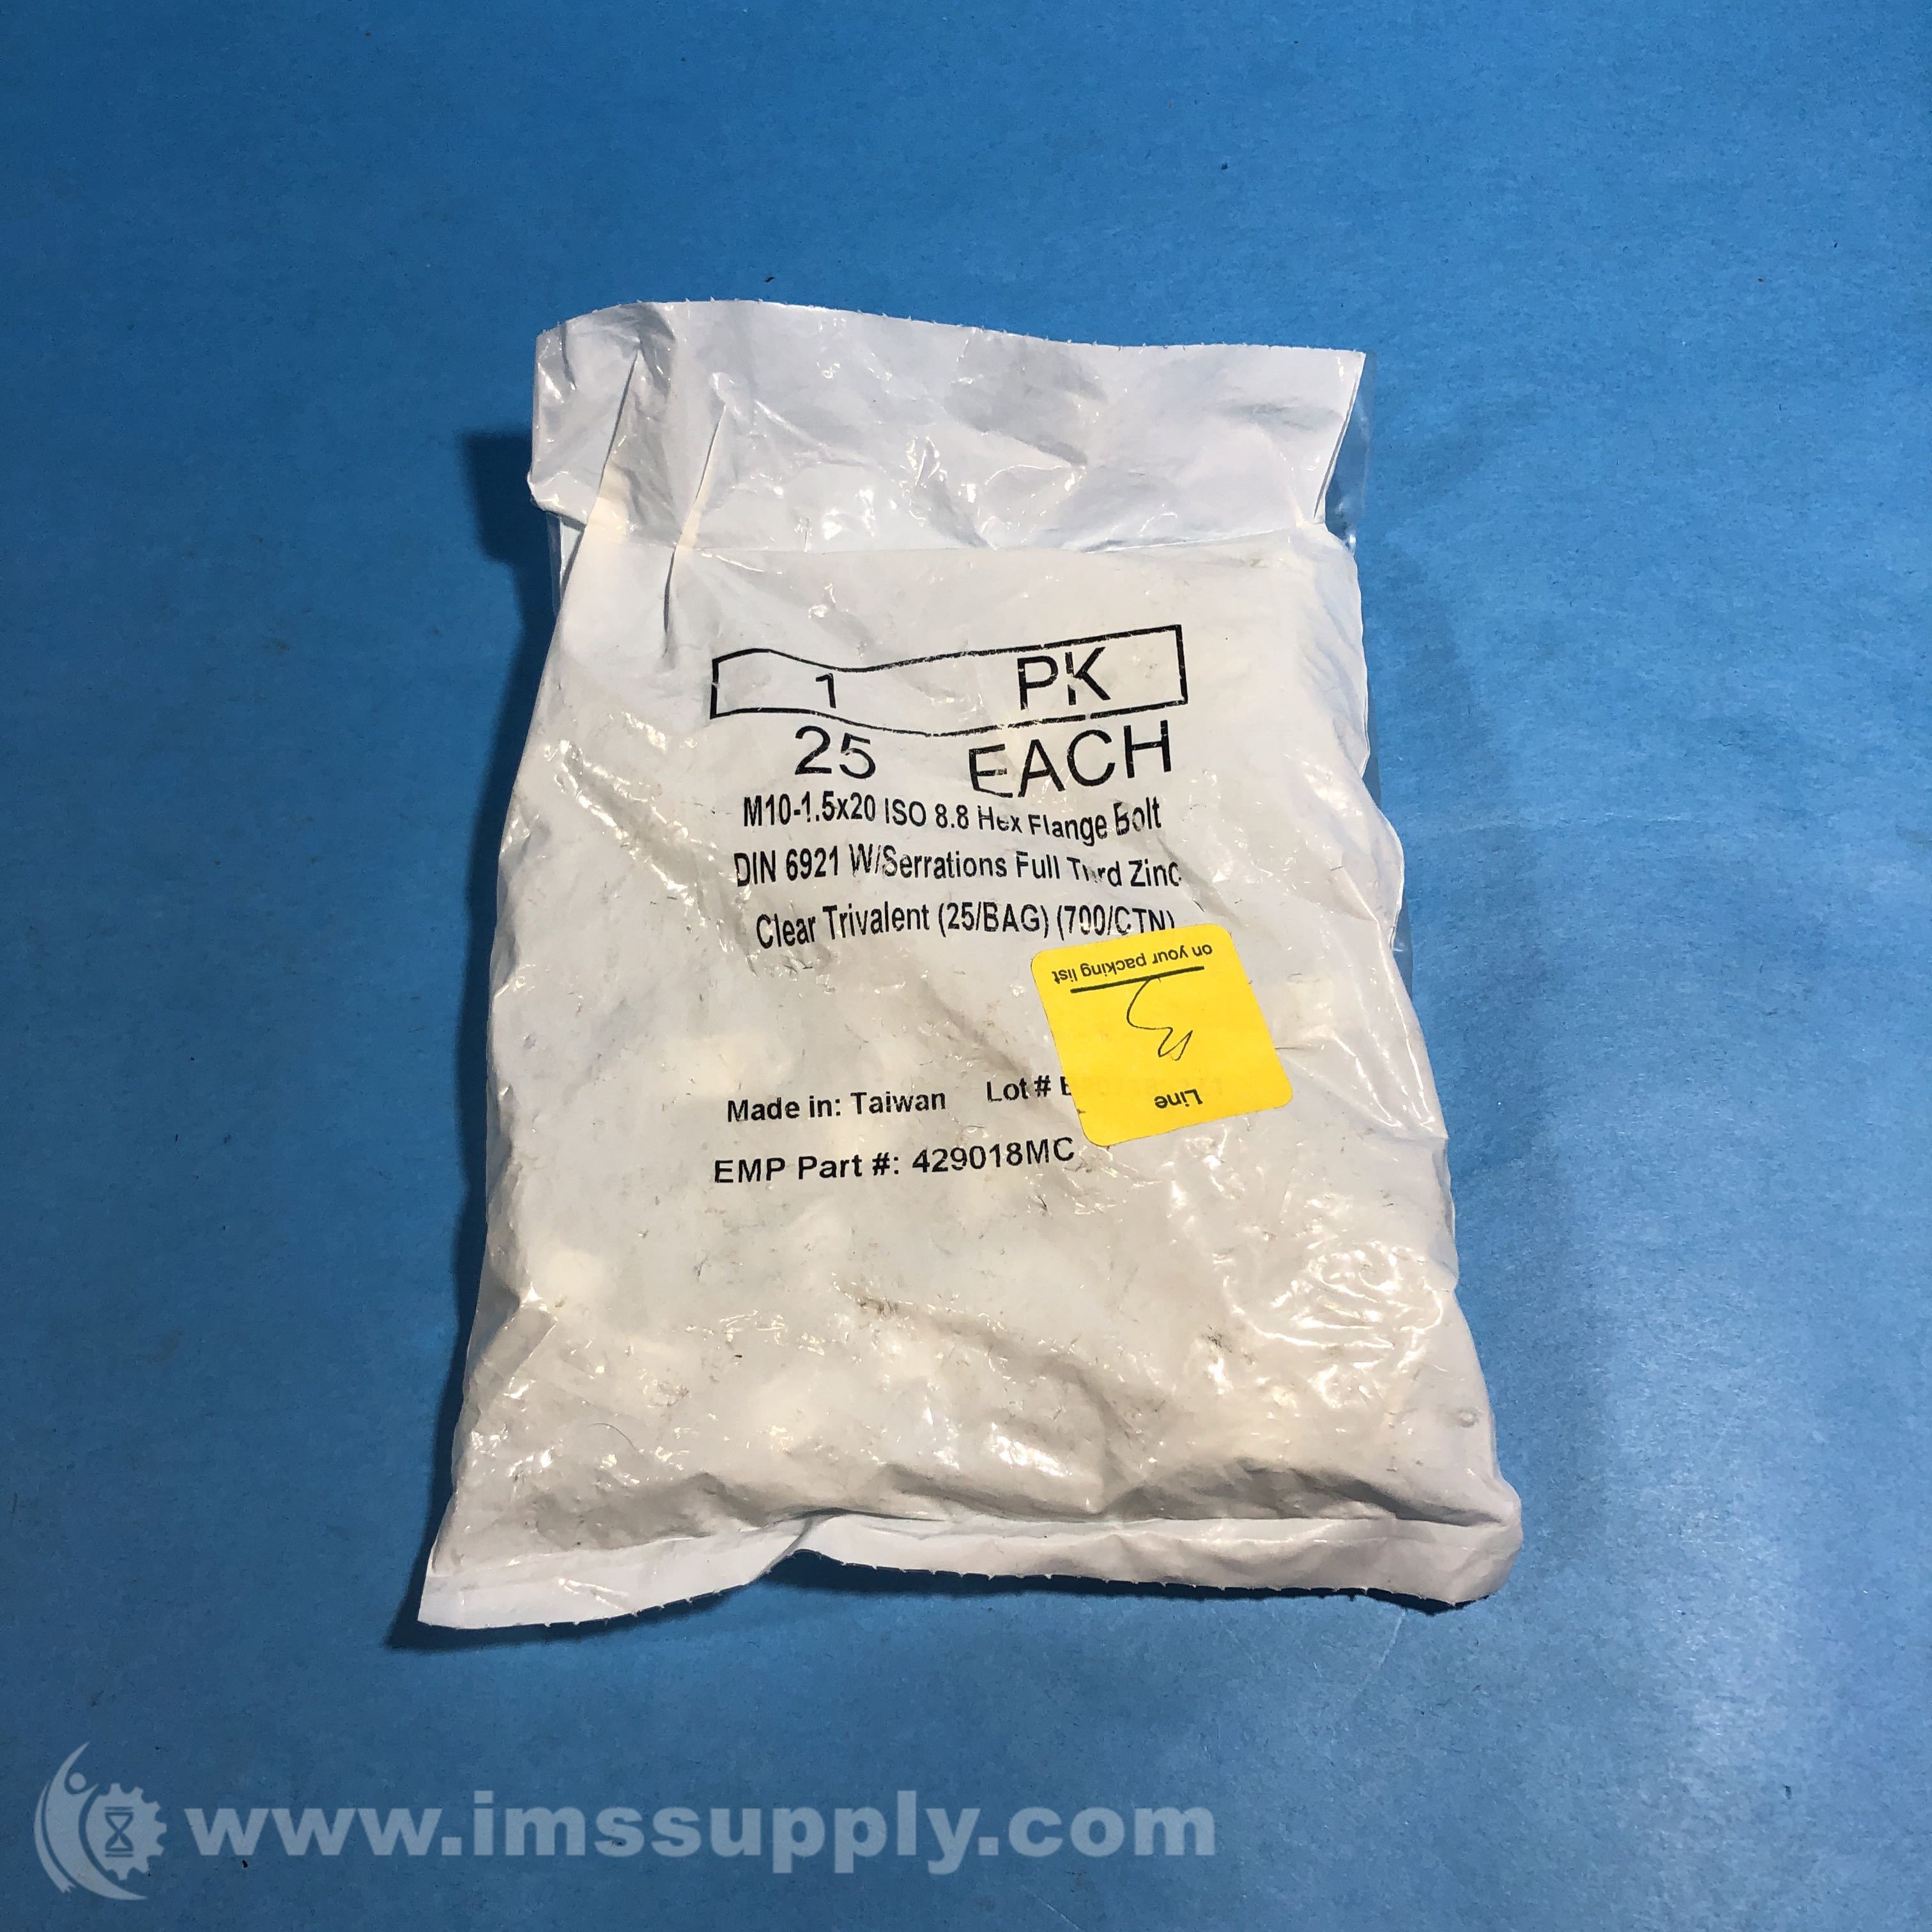 1 PK
25 EACH
M10-1.5x20 ISO 8.8 Hex Flange Bolt
DIN 6921 W/Serrations Full Thrd Zinc
Clear Trivalent (25/BAG) (700/CTN)
on your packing list
Line
Made in: Taiwan Lot #
EMP Part #: 429018MC
www.imssupply.com